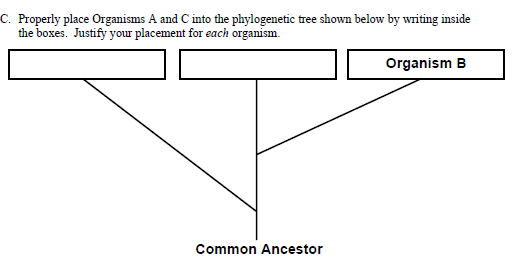 C. Properly place Organisms A and C into the phylogenetic tree shown below by writing inside
the boxes. Justify your placement for each organism.
Organism B
Common Ancestor